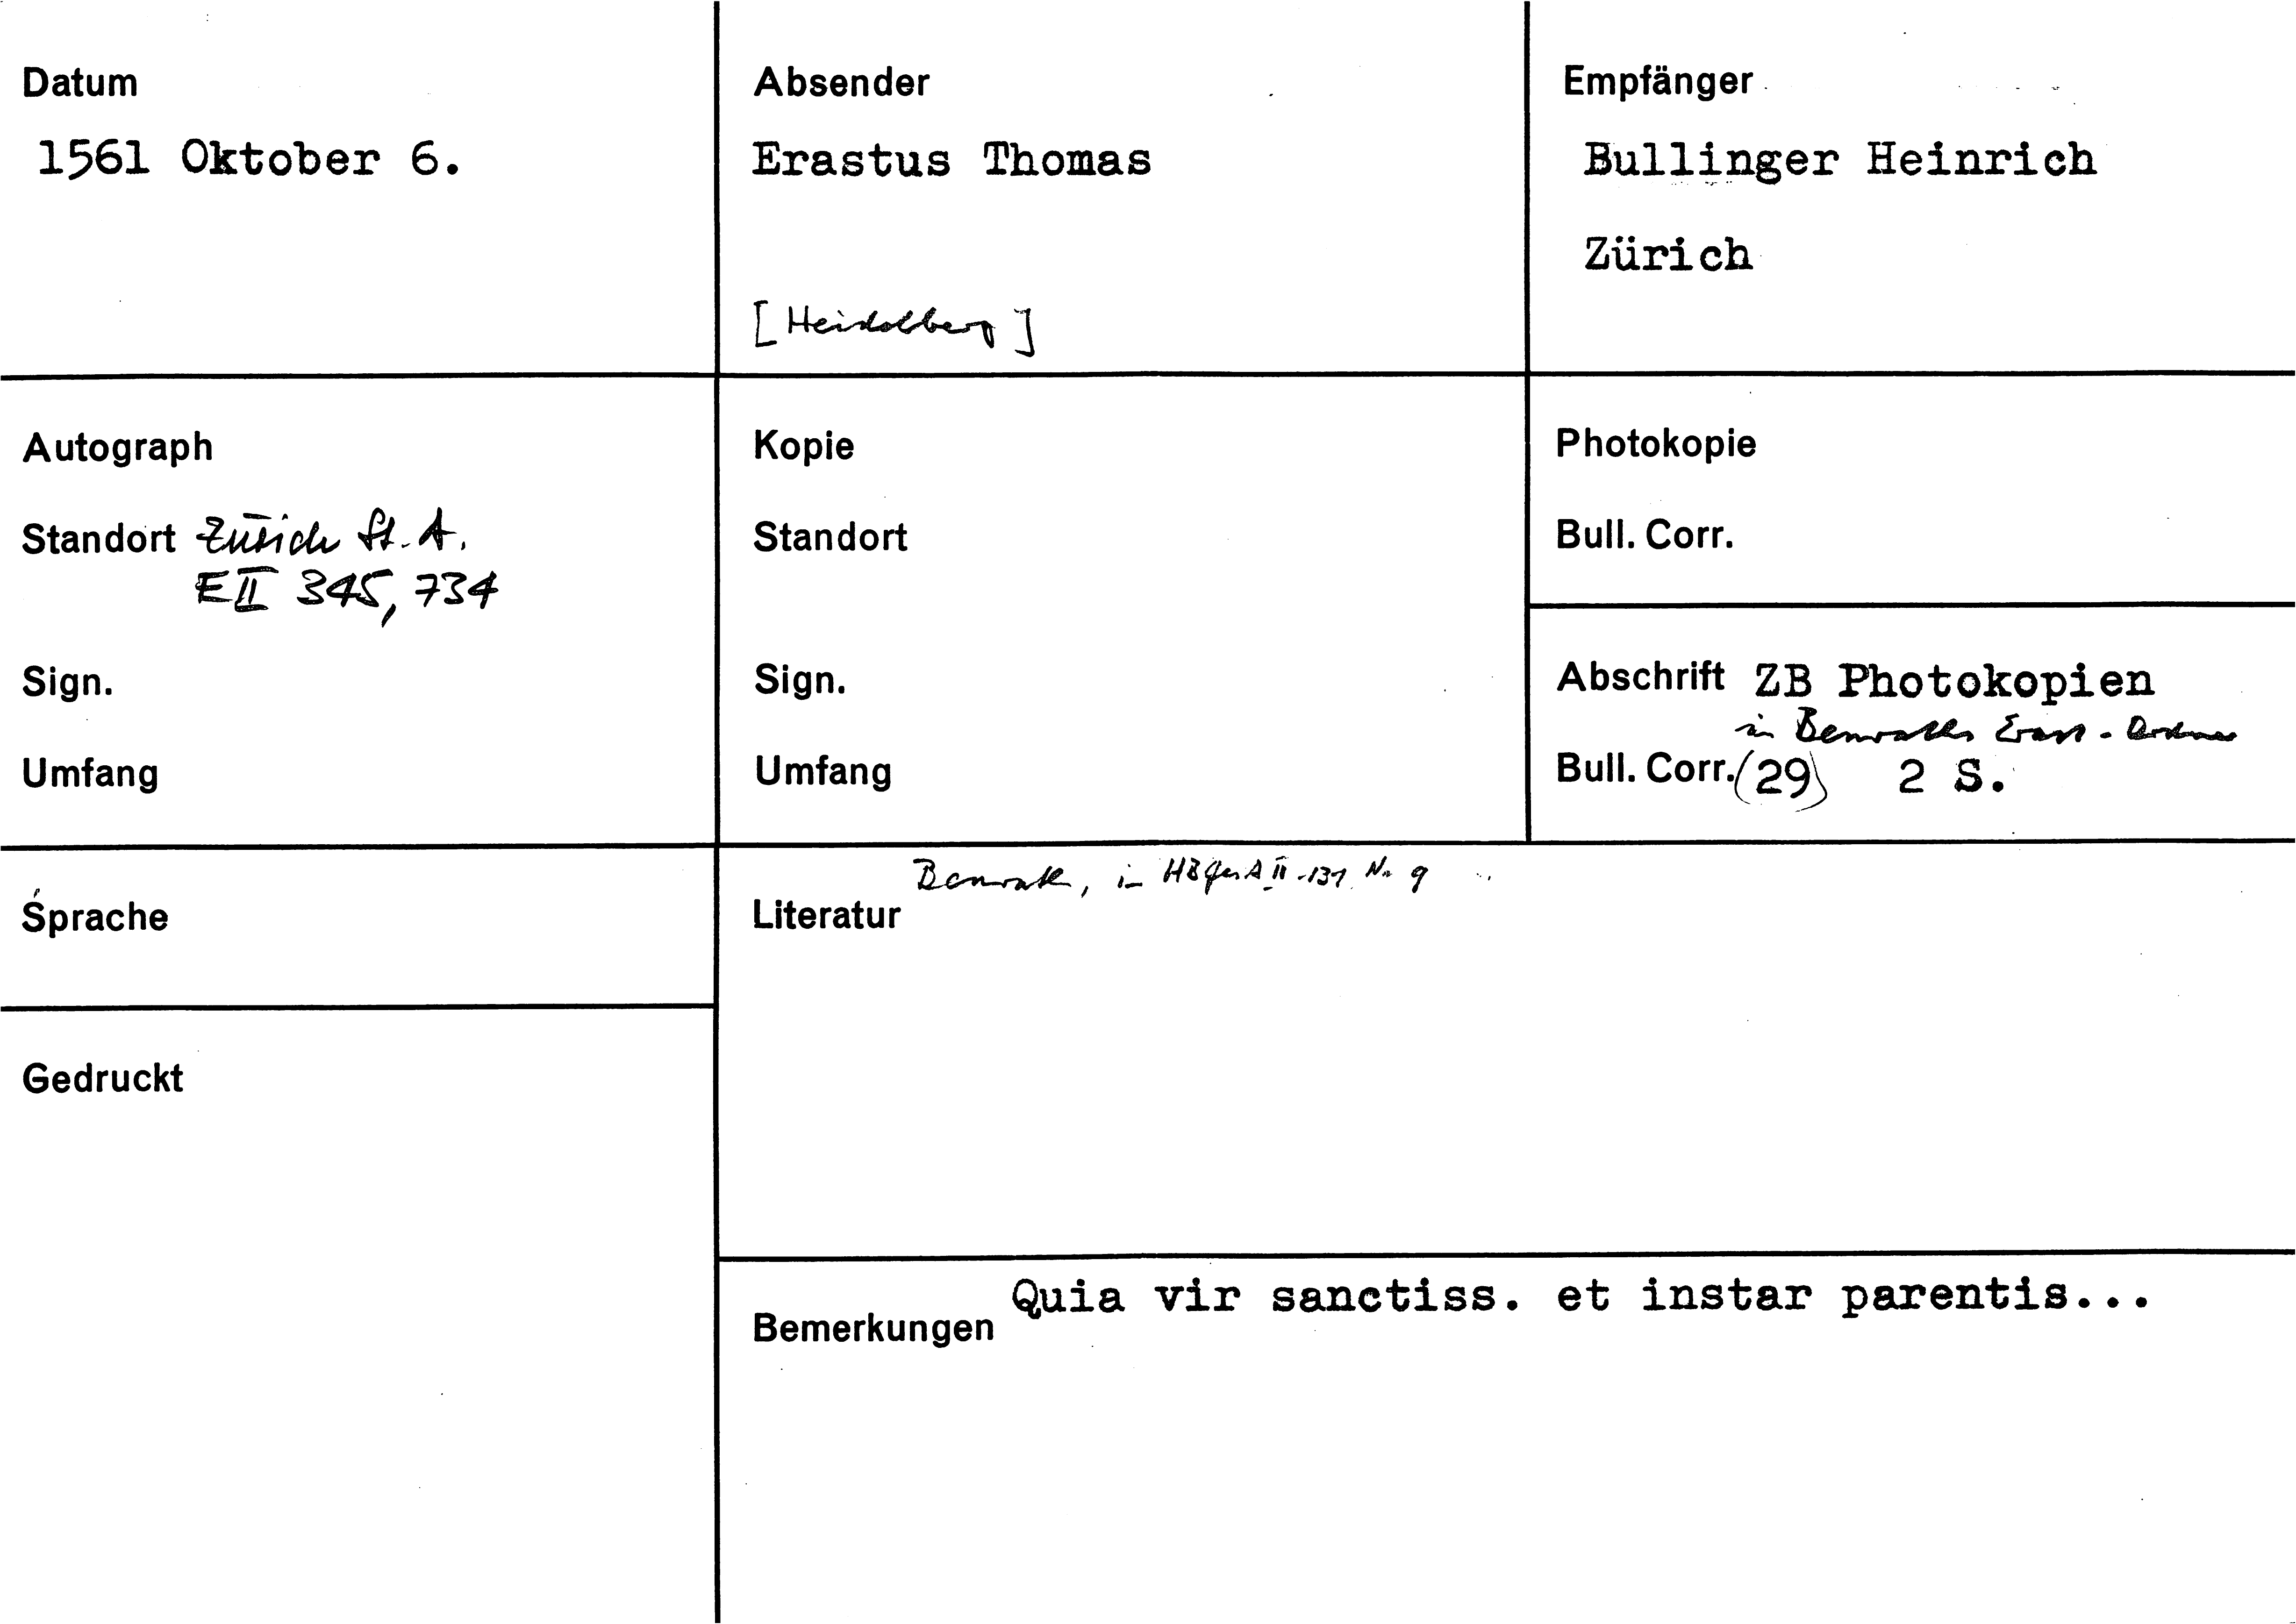 Datum
1561 Oktober 6.
Absender
Erastus Thomas
[Heidelberg]
Empfänger
Bullinger Heinrich
Zürich
Autograph
Standort Zürich St. A.
E II 345, 734
Sign.
Umfang
Kopie
Standort
Sign.
Umfang
Photokopie
Bull. Corr.
Abschrift ZB Photokopien
in Benraths Erast-Ordner
Bull. Corr. (29) 2 S.
Sprache
Gedruckt
Benrath, in II 131 Nr 9
Literatur
Quia vir sanctiss. et instar parentis...
Bemerkungen